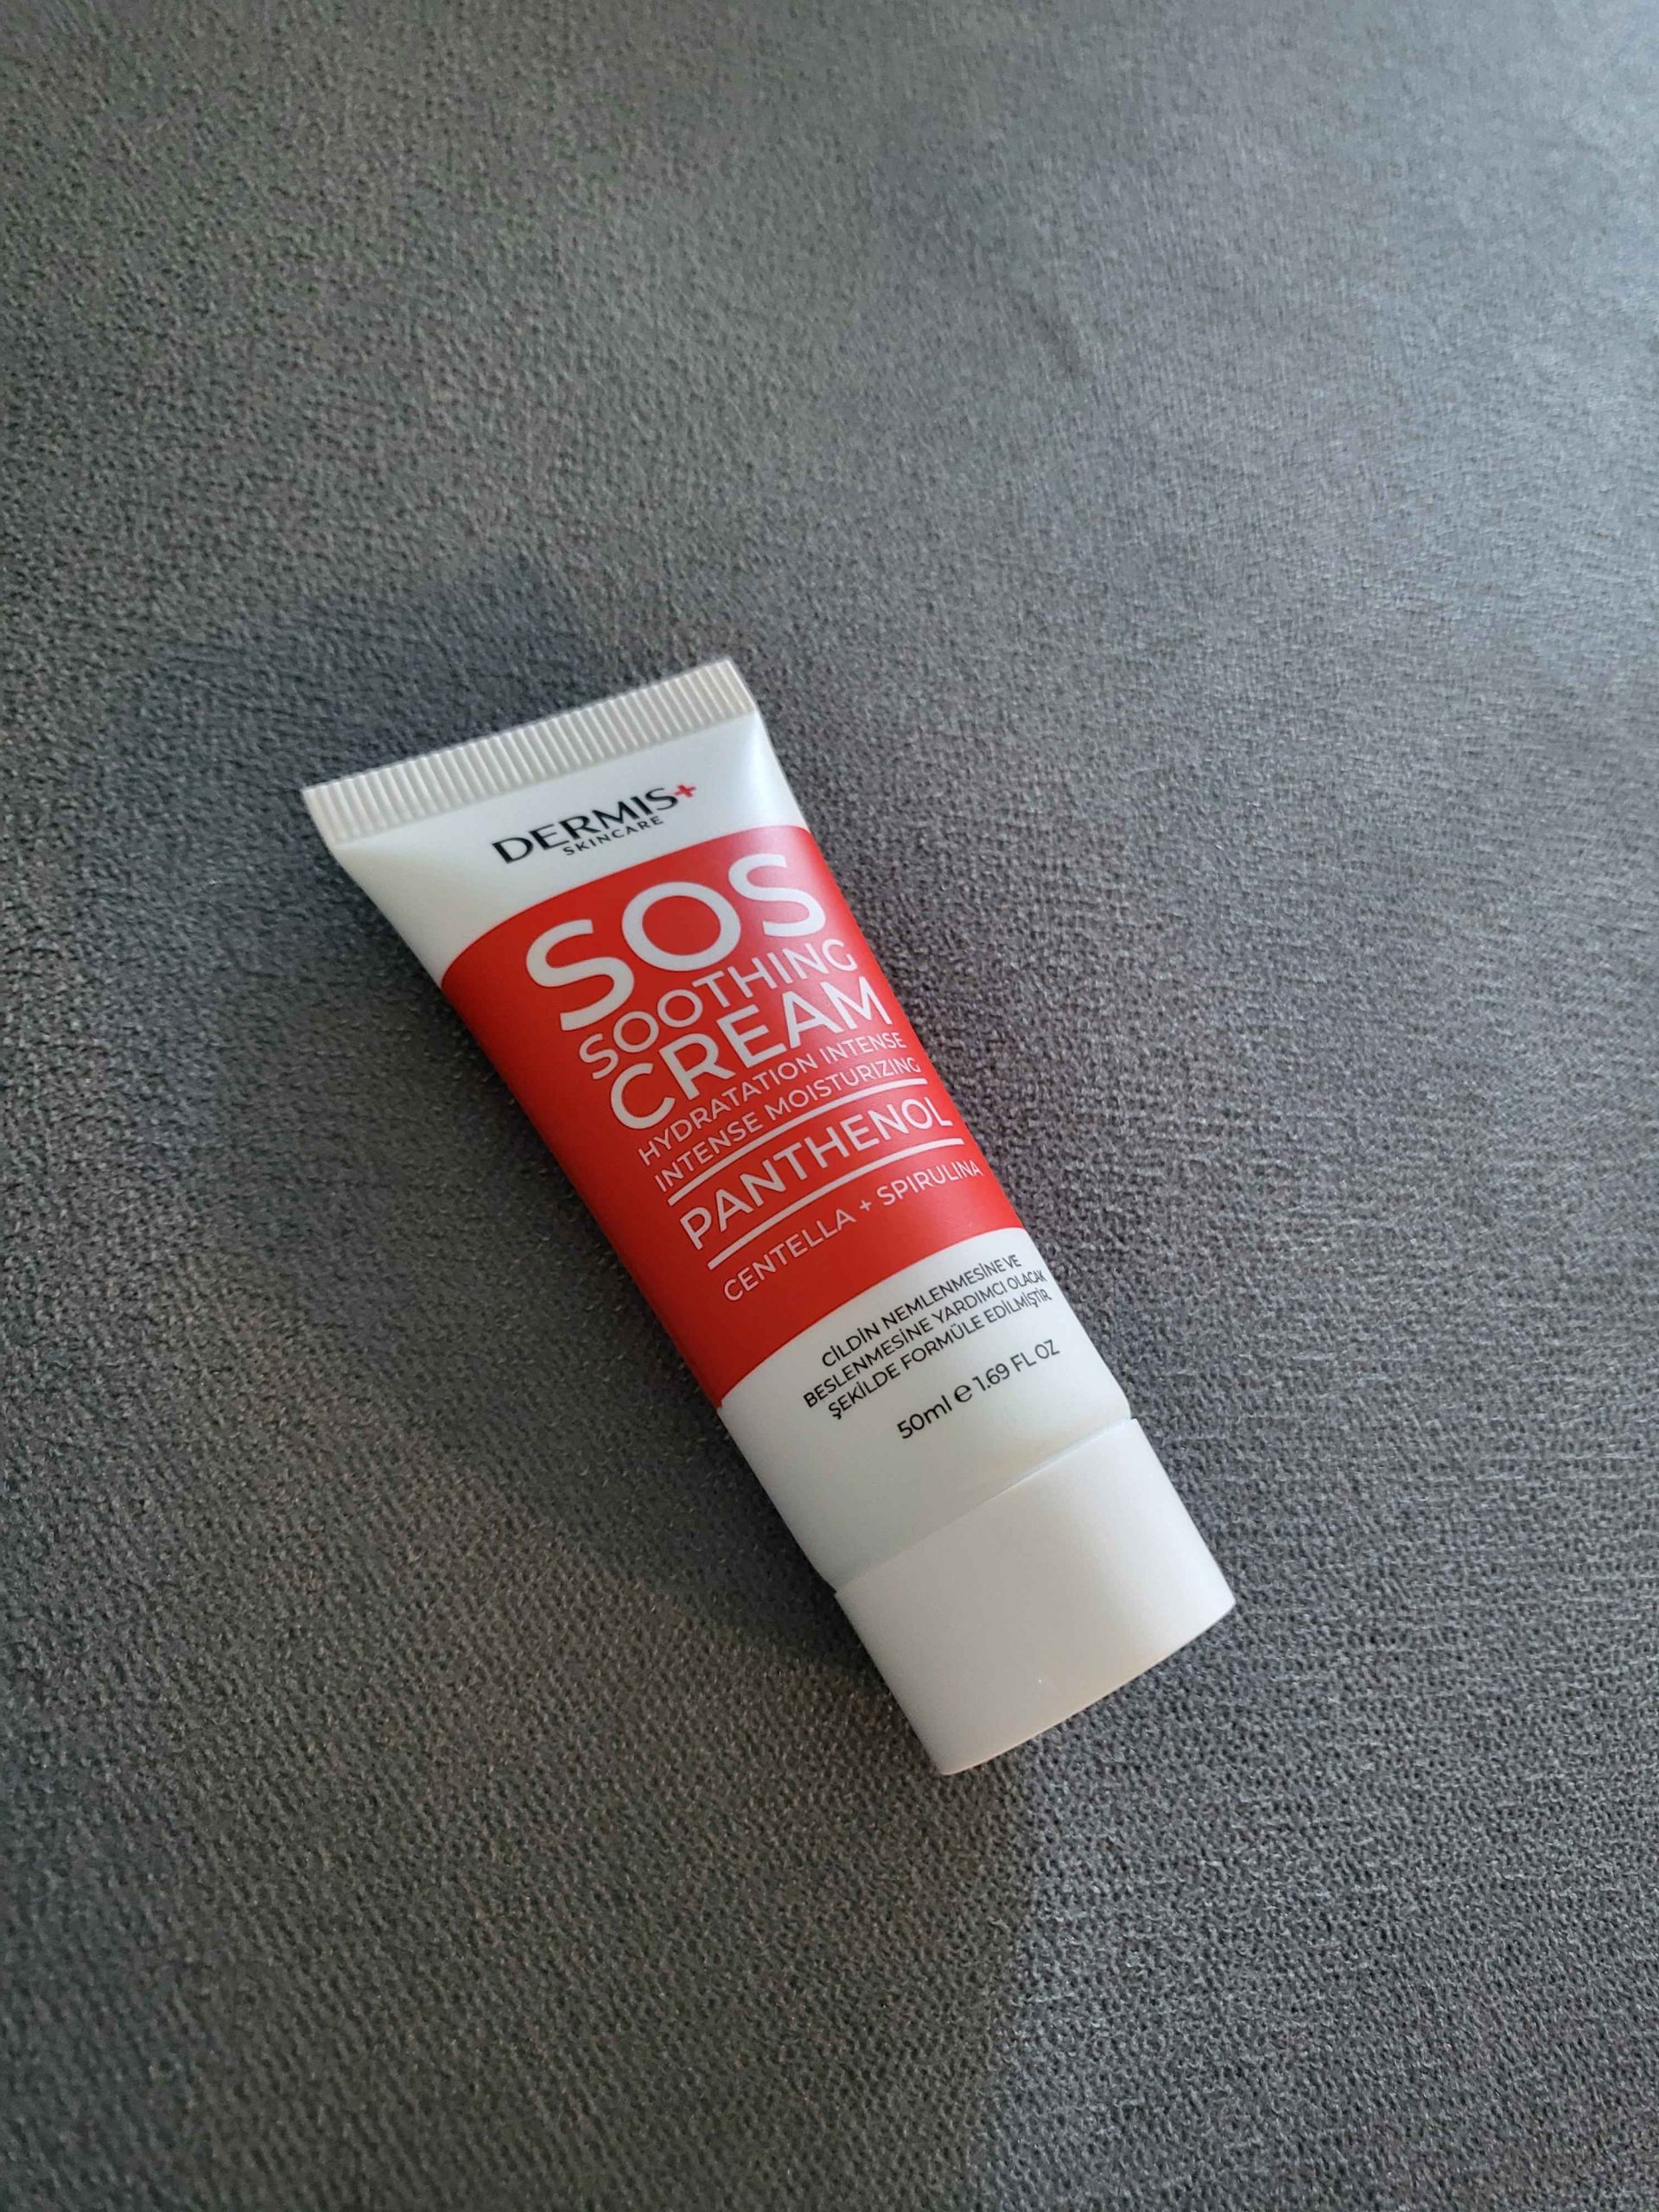 DERMIS+
SKINCARE
SOS
SOOTHING
CREAM
HYDRATATION INTENSE
INTENSE MOISTURIZING
PANTHENOL
CENTELLA + SPIRULINA
CİLDİN NEMLENMESİNE VE
BESLENMESİNE YARDIMCI OLACAK
ŞEKİLDE FORMÜLE EDİLMİŞTİR
50ml e 1.69 FL OZ